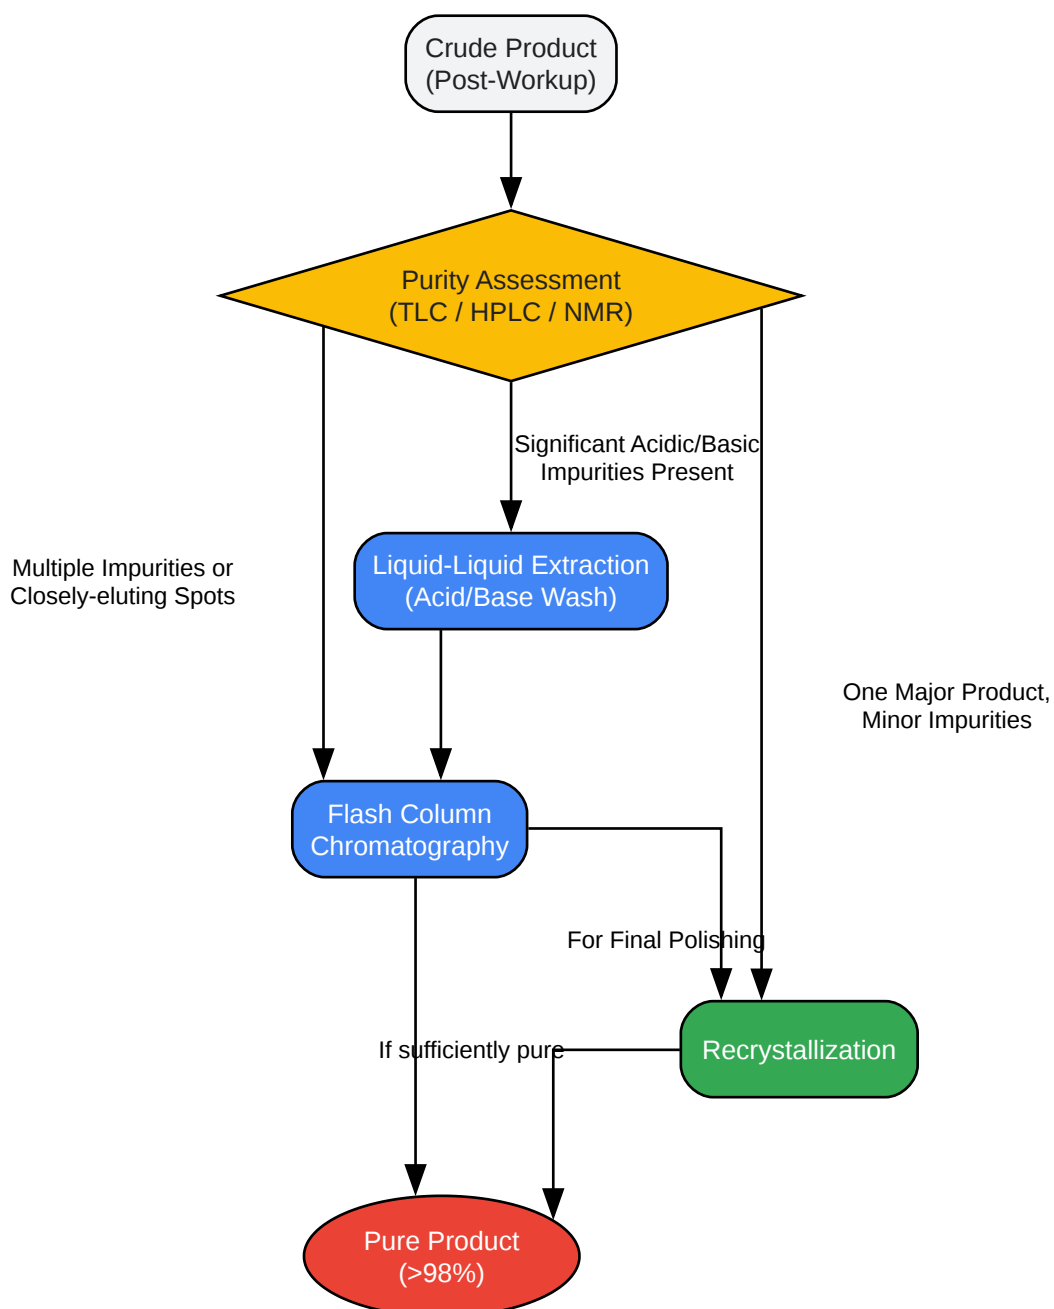 Crude Product
(Post-Workup)
Purity Assessment
(TLC / HPLC / NMR)
Significant Acidic/Basic
Impurities Present
Liquid-Liquid Extraction
(Acid/Base Wash)
Multiple Impurities or
Closely-eluting Spots
One Major Product,
Minor Impurities
Flash Column
Chromatography
For Final Polishing
If sufficiently pure
Recrystallization
Pure Product
(>98%)